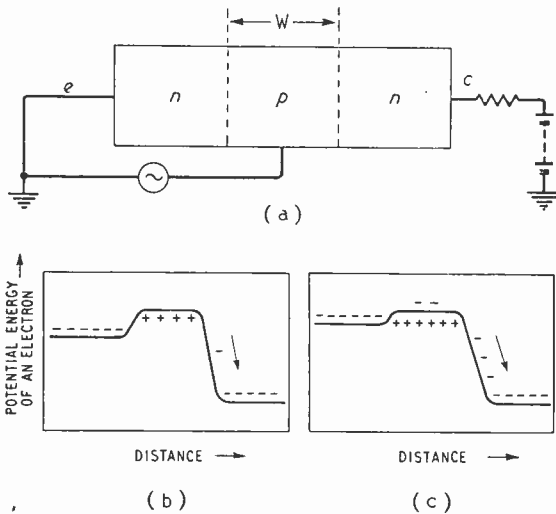 W
e
n
p
n
c
(a)
POTENTIAL ENERGY
OF AN ELECTRON
- - - - -
+ + + +
-
- - - - -
- -
- - - - -
+ + + + + +
-
-
-
- - - -
DISTANCE
DISTANCE
(b)
(c)